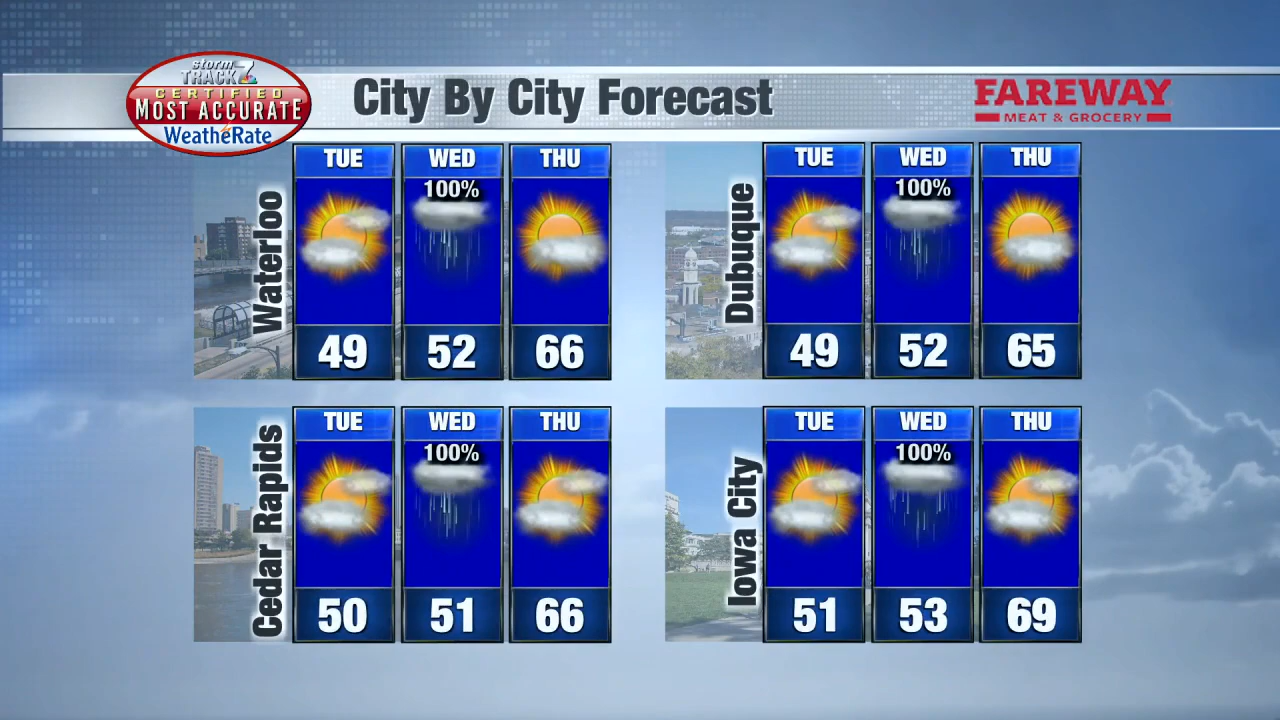 storm
TRACK 7
CERTIFIED
MOST ACCURATE
WeatheRate
City By City Forecast
FAREWAY
MEAT & GROCERY
Waterloo
TUE WED THU
100%
49 52 66
Dubuque
TUE WED THU
100%
49 52 65
Cedar Rapids
TUE WED THU
100%
50 51 66
Iowa City
TUE WED THU
100%
51 53 69